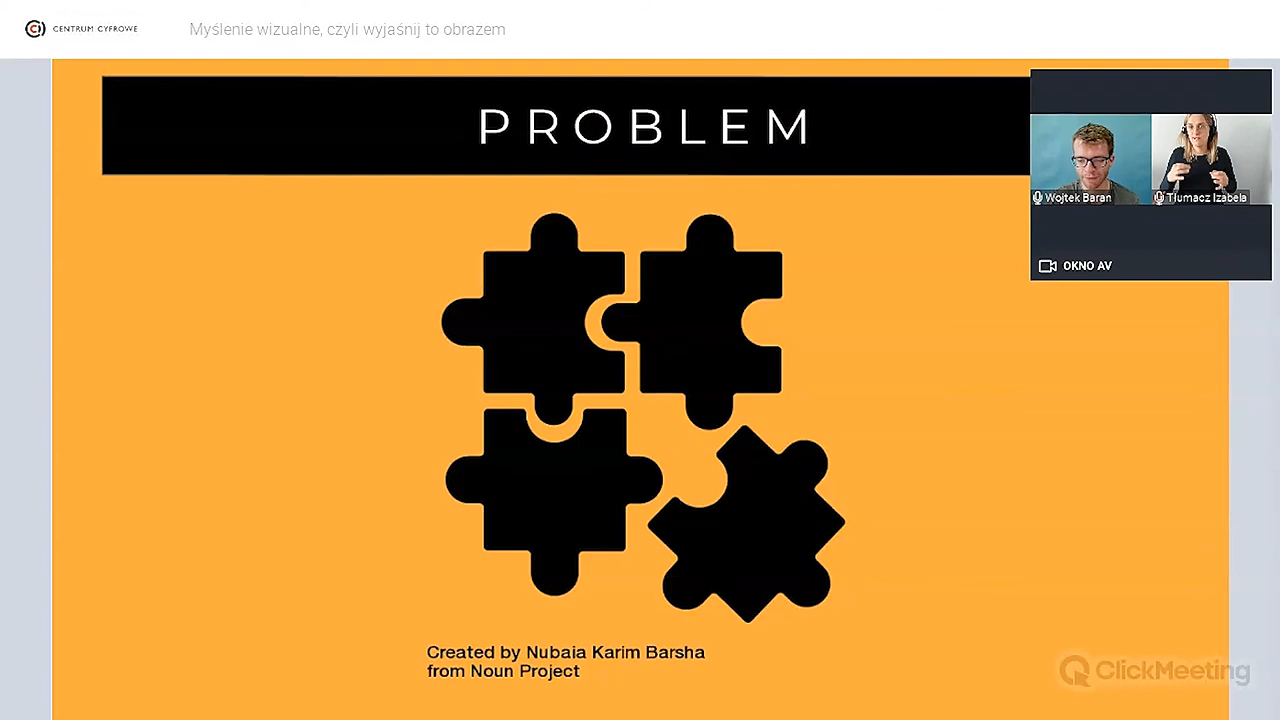 CENTRUM CYFROWE
Myślenie wizualne, czyli wyjaśnij to obrazem
PROBLEM
Wojtek Baran
Tłumacz Izabela
OKNO AV
Created by Nubaia Karim Barsha
from Noun Project
ClickMeeting